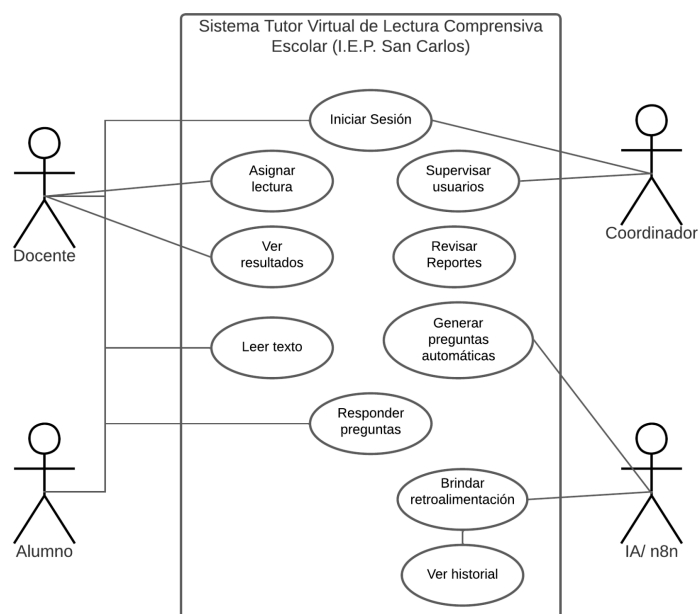 Sistema Tutor Virtual de Lectura Comprensiva
Escolar (I.E.P. San Carlos)
Iniciar Sesión
Asignar
lectura
Supervisar
usuarios
Docente
Coordinador
Ver
resultados
Revisar
Reportes
Leer texto
Generar
preguntas
automáticas
Responder
preguntas
Alumno
Brindar
retroalimentación
IA/ n8n
Ver historial